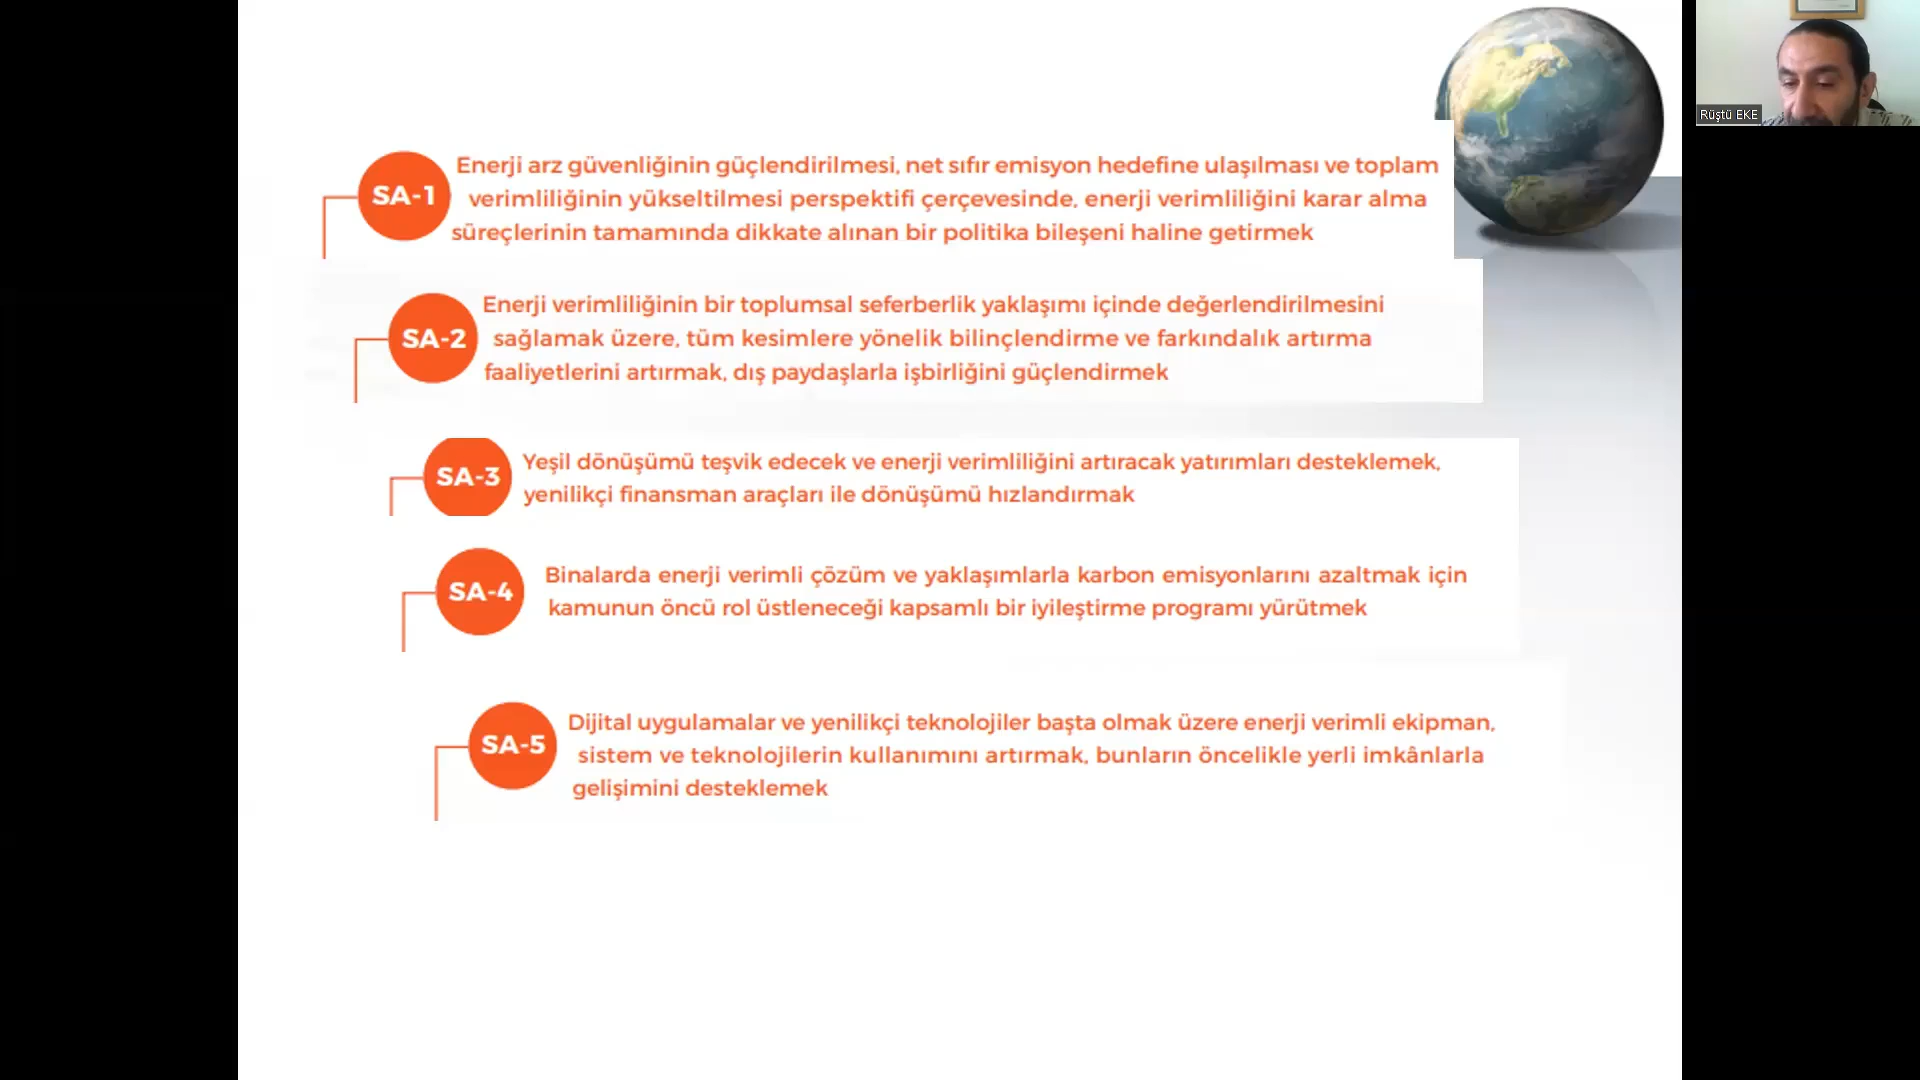 SA-1
Enerji arz güvenliğinin güçlendirilmesi, net sıfır emisyon hedefine ulaşılması ve toplam
verimliliğinin yükseltilmesi perspektifi çerçevesinde, enerji verimliliğini karar alma
süreçlerinin tamamında dikkate alınan bir politika bileşeni haline getirmek
SA-2
Enerji verimliliğinin bir toplumsal seferberlik yaklaşımı içinde değerlendirilmesini
sağlamak üzere, tüm kesimlere yönelik bilinçlendirme ve farkındalık artırma
faaliyetlerini artırmak, dış paydaşlarla işbirliğini güçlendirmek
SA-3
Yeşil dönüşümü teşvik edecek ve enerji verimliliğini artıracak yatırımları desteklemek,
yenilikçi finansman araçları ile dönüşümü hızlandırmak
SA-4
Binalarda enerji verimli çözüm ve yaklaşımlarla karbon emisyonlarını azaltmak için
kamunun öncü rol üstleneceği kapsamlı bir iyileştirme programı yürütmek
SA-5
Dijital uygulamalar ve yenilikçi teknolojiler başta olmak üzere enerji verimli ekipman,
sistem ve teknolojilerin kullanımını artırmak, bunların öncelikle yerli imkânlarla
gelişimini desteklemek
Rüştü EKE